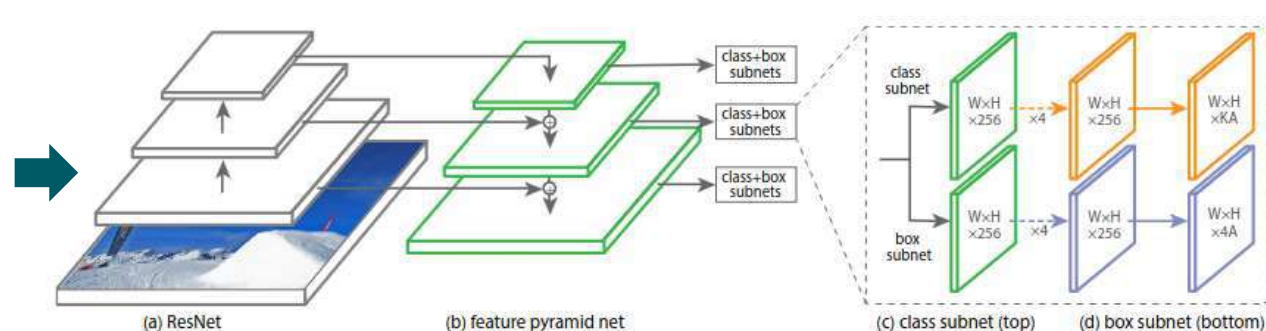 class+box
subnets
class+box
subnets
class+box
subnets
class
subnet
W×H
×256
×4
W×H
×256
W×H
×KA
box
subnet
W×H
×256
×4
W×H
×256
W×H
×4A
(a) ResNet
(b) feature pyramid net
(c) class subnet (top)
(d) box subnet (bottom)